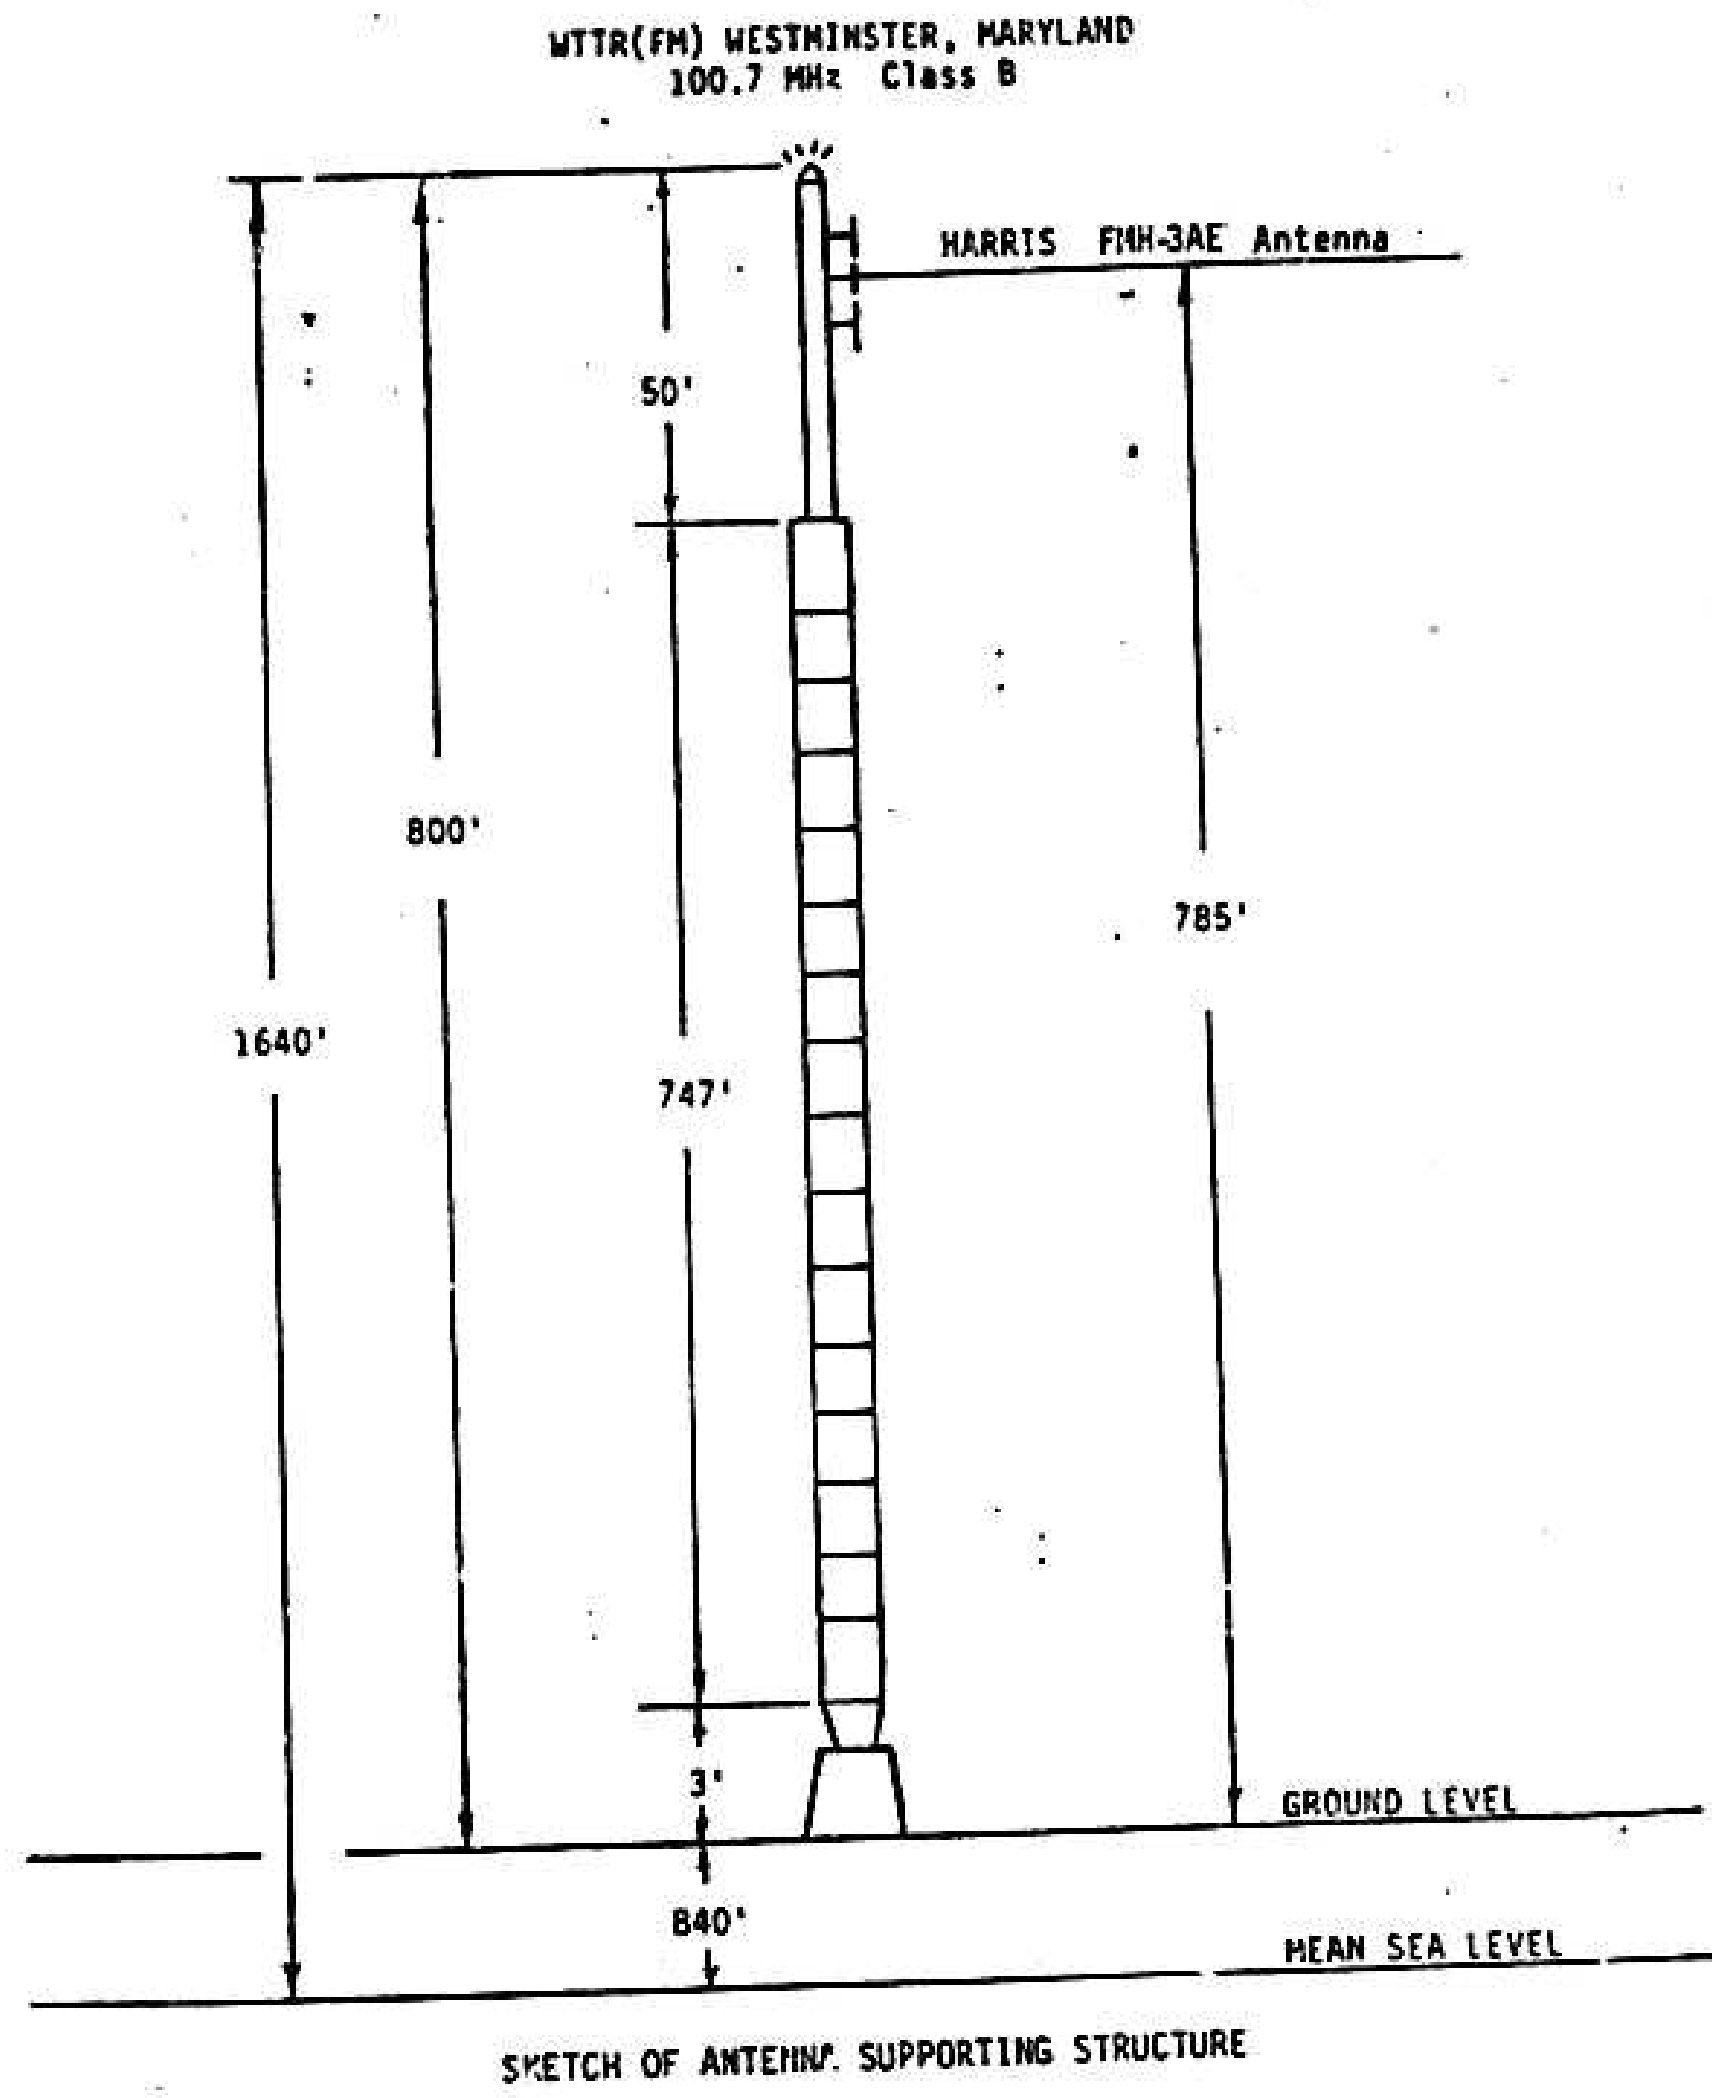 WTTR(FM) WESTMINSTER, MARYLAND
100.7 MHz Class B
HARRIS FMH-3AE Antenna
50'
800'
785'
1640'
747'
3'
GROUND LEVEL
840'
MEAN SEA LEVEL
SKETCH OF ANTENNA SUPPORTING STRUCTURE